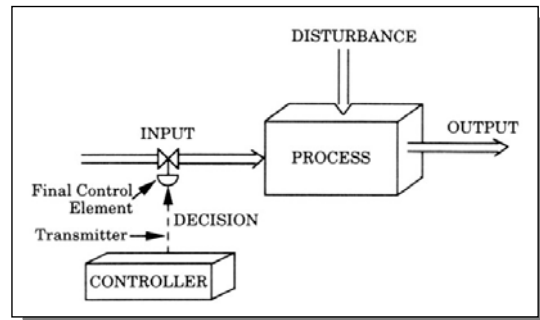 DISTURBANCE
INPUT
OUTPUT
PROCESS
Final Control
Element
DECISION
Transmitter
CONTROLLER